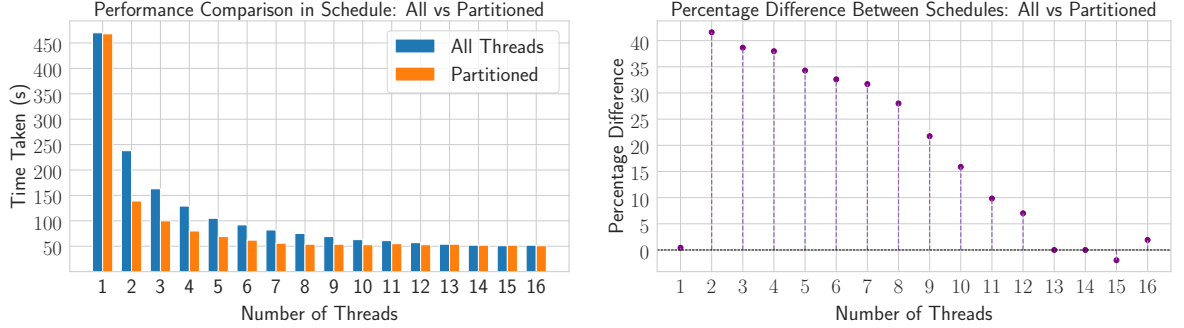 Performance Comparison in Schedule: All vs Partitioned
Time Taken (s)
450
400
350
300
250
200
150
100
50
All Threads
Partitioned
1 2 3 4 5 6 7 8 9 10 11 12 13 14 15 16
Number of Threads
Percentage Difference Between Schedules: All vs Partitioned
Percentage Difference
40
35
30
25
20
15
10
5
0
1 2 3 4 5 6 7 8 9 10 11 12 13 14 15 16
Number of Threads